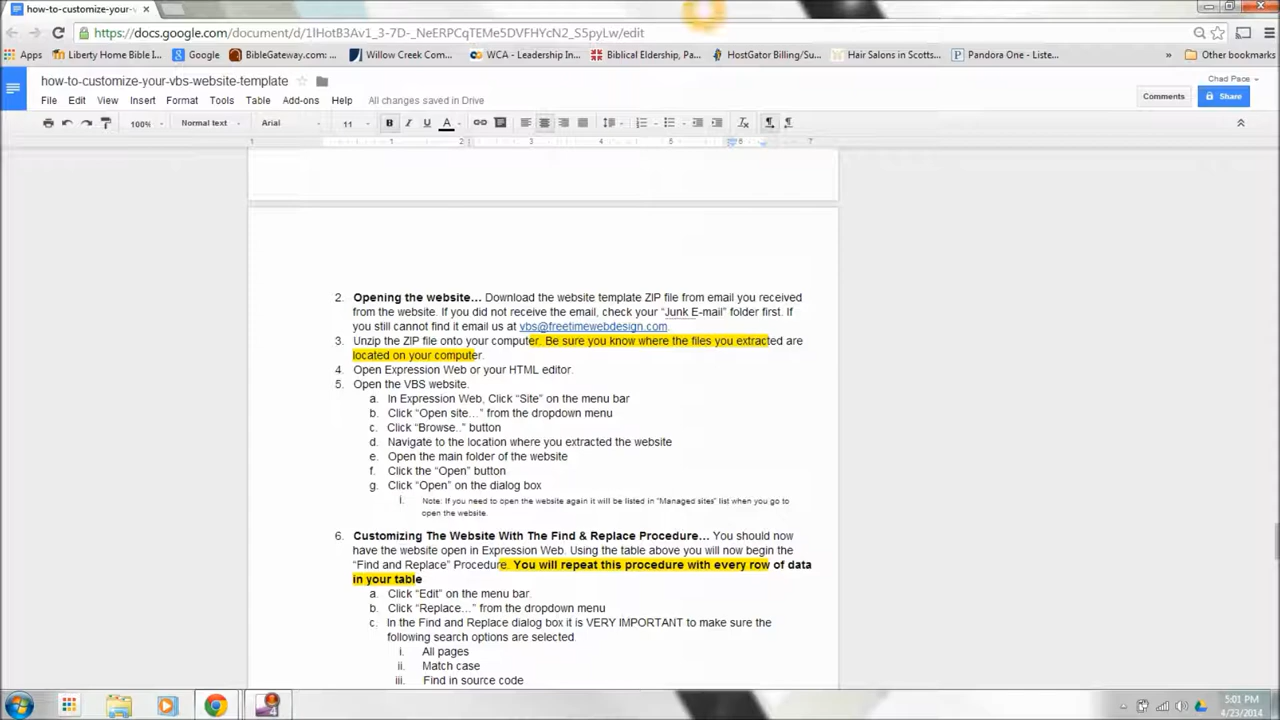 how-to-customize-your-v
https://docs.google.com/document/d/1lHotB3Av1_3-7D-_NeERPCqTEMe5DVFHYcN2_S5pyLw/edit
Apps Liberty Home Bible I... Google BibleGateway.com: ... Willow Creek Com... WCA - Leadership In... Biblical Eldership, Pa... HostGator Billing/Su... Hair Salons in Scotts... Pandora One - Liste... » Other bookmarks
how-to-customize-your-vbs-website-template
Chad Pace
File Edit View Insert Format Tools Table Add-ons Help All changes saved in Drive
Comments Share
100% Normal text Arial 11 B I U A
1 1 2 3 4 5 6 7
2. Opening the website... Download the website template ZIP file from email you received
from the website. If you did not receive the email, check your “Junk E-mail” folder first. If
you still cannot find it email us at vbs@freetimewebdesign.com.
3. Unzip the ZIP file onto your computer. Be sure you know where the files you extracted are
located on your computer.
4. Open Expression Web or your HTML editor.
5. Open the VBS website.
a. In Expression Web, Click “Site” on the menu bar
b. Click “Open site...” from the dropdown menu
c. Click “Browse..” button
d. Navigate to the location where you extracted the website
e. Open the main folder of the website
f. Click the “Open” button
g. Click “Open” on the dialog box
i. Note: If you need to open the website again it will be listed in “Managed sites” list when you go to
open the website.
6. Customizing The Website With The Find & Replace Procedure... You should now
have the website open in Expression Web. Using the table above you will now begin the
“Find and Replace” Procedure. You will repeat this procedure with every row of data
in your table
a. Click “Edit” on the menu bar.
b. Click “Replace...” from the dropdown menu
c. In the Find and Replace dialog box it is VERY IMPORTANT to make sure the
following search options are selected
i. All pages
ii. Match case
iii. Find in source code
5:01 PM
4/23/2014